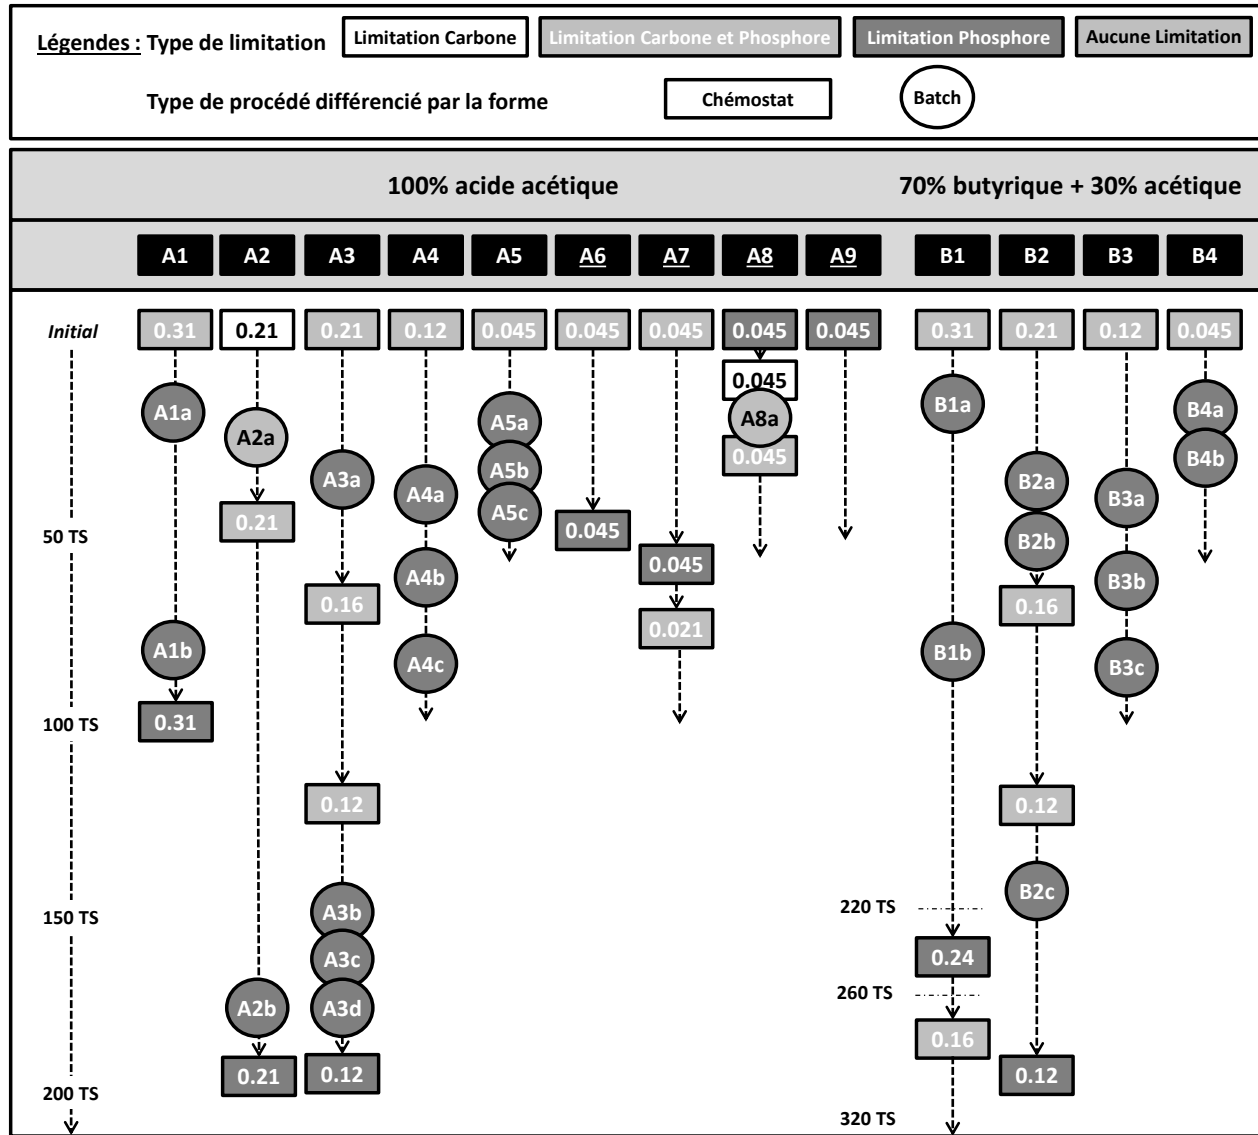 Légendes : Type de limitation Limitation Carbone Limitation Carbone et Phosphore Limitation Phosphore Aucune Limitation
Type de procédé différencié par la forme Chémostat Batch
100% acide acétique 70% butyrique + 30% acétique
A1 A2 A3 A4 A5 A6 A7 A8 A9 B1 B2 B3 B4
Initial 0.31 0.21 0.21 0.12 0.045 0.045 0.045 0.045 0.045 0.31 0.21 0.12 0.045
0.045
A1a A5a A8a B1a B4a
A2a A3a A4a A5b 0.045 B2a B3a B4b
0.21 A5c 0.045 B2b
50 TS 0.045
A4b B3b
0.16 0.021 0.16
A1b A4c B1b B3c
100 TS 0.31
0.12 0.12
A3b B2c
150 TS 220 TS
A3c 0.24
A2b A3d 260 TS
0.16
0.21 0.12 0.12
200 TS
320 TS